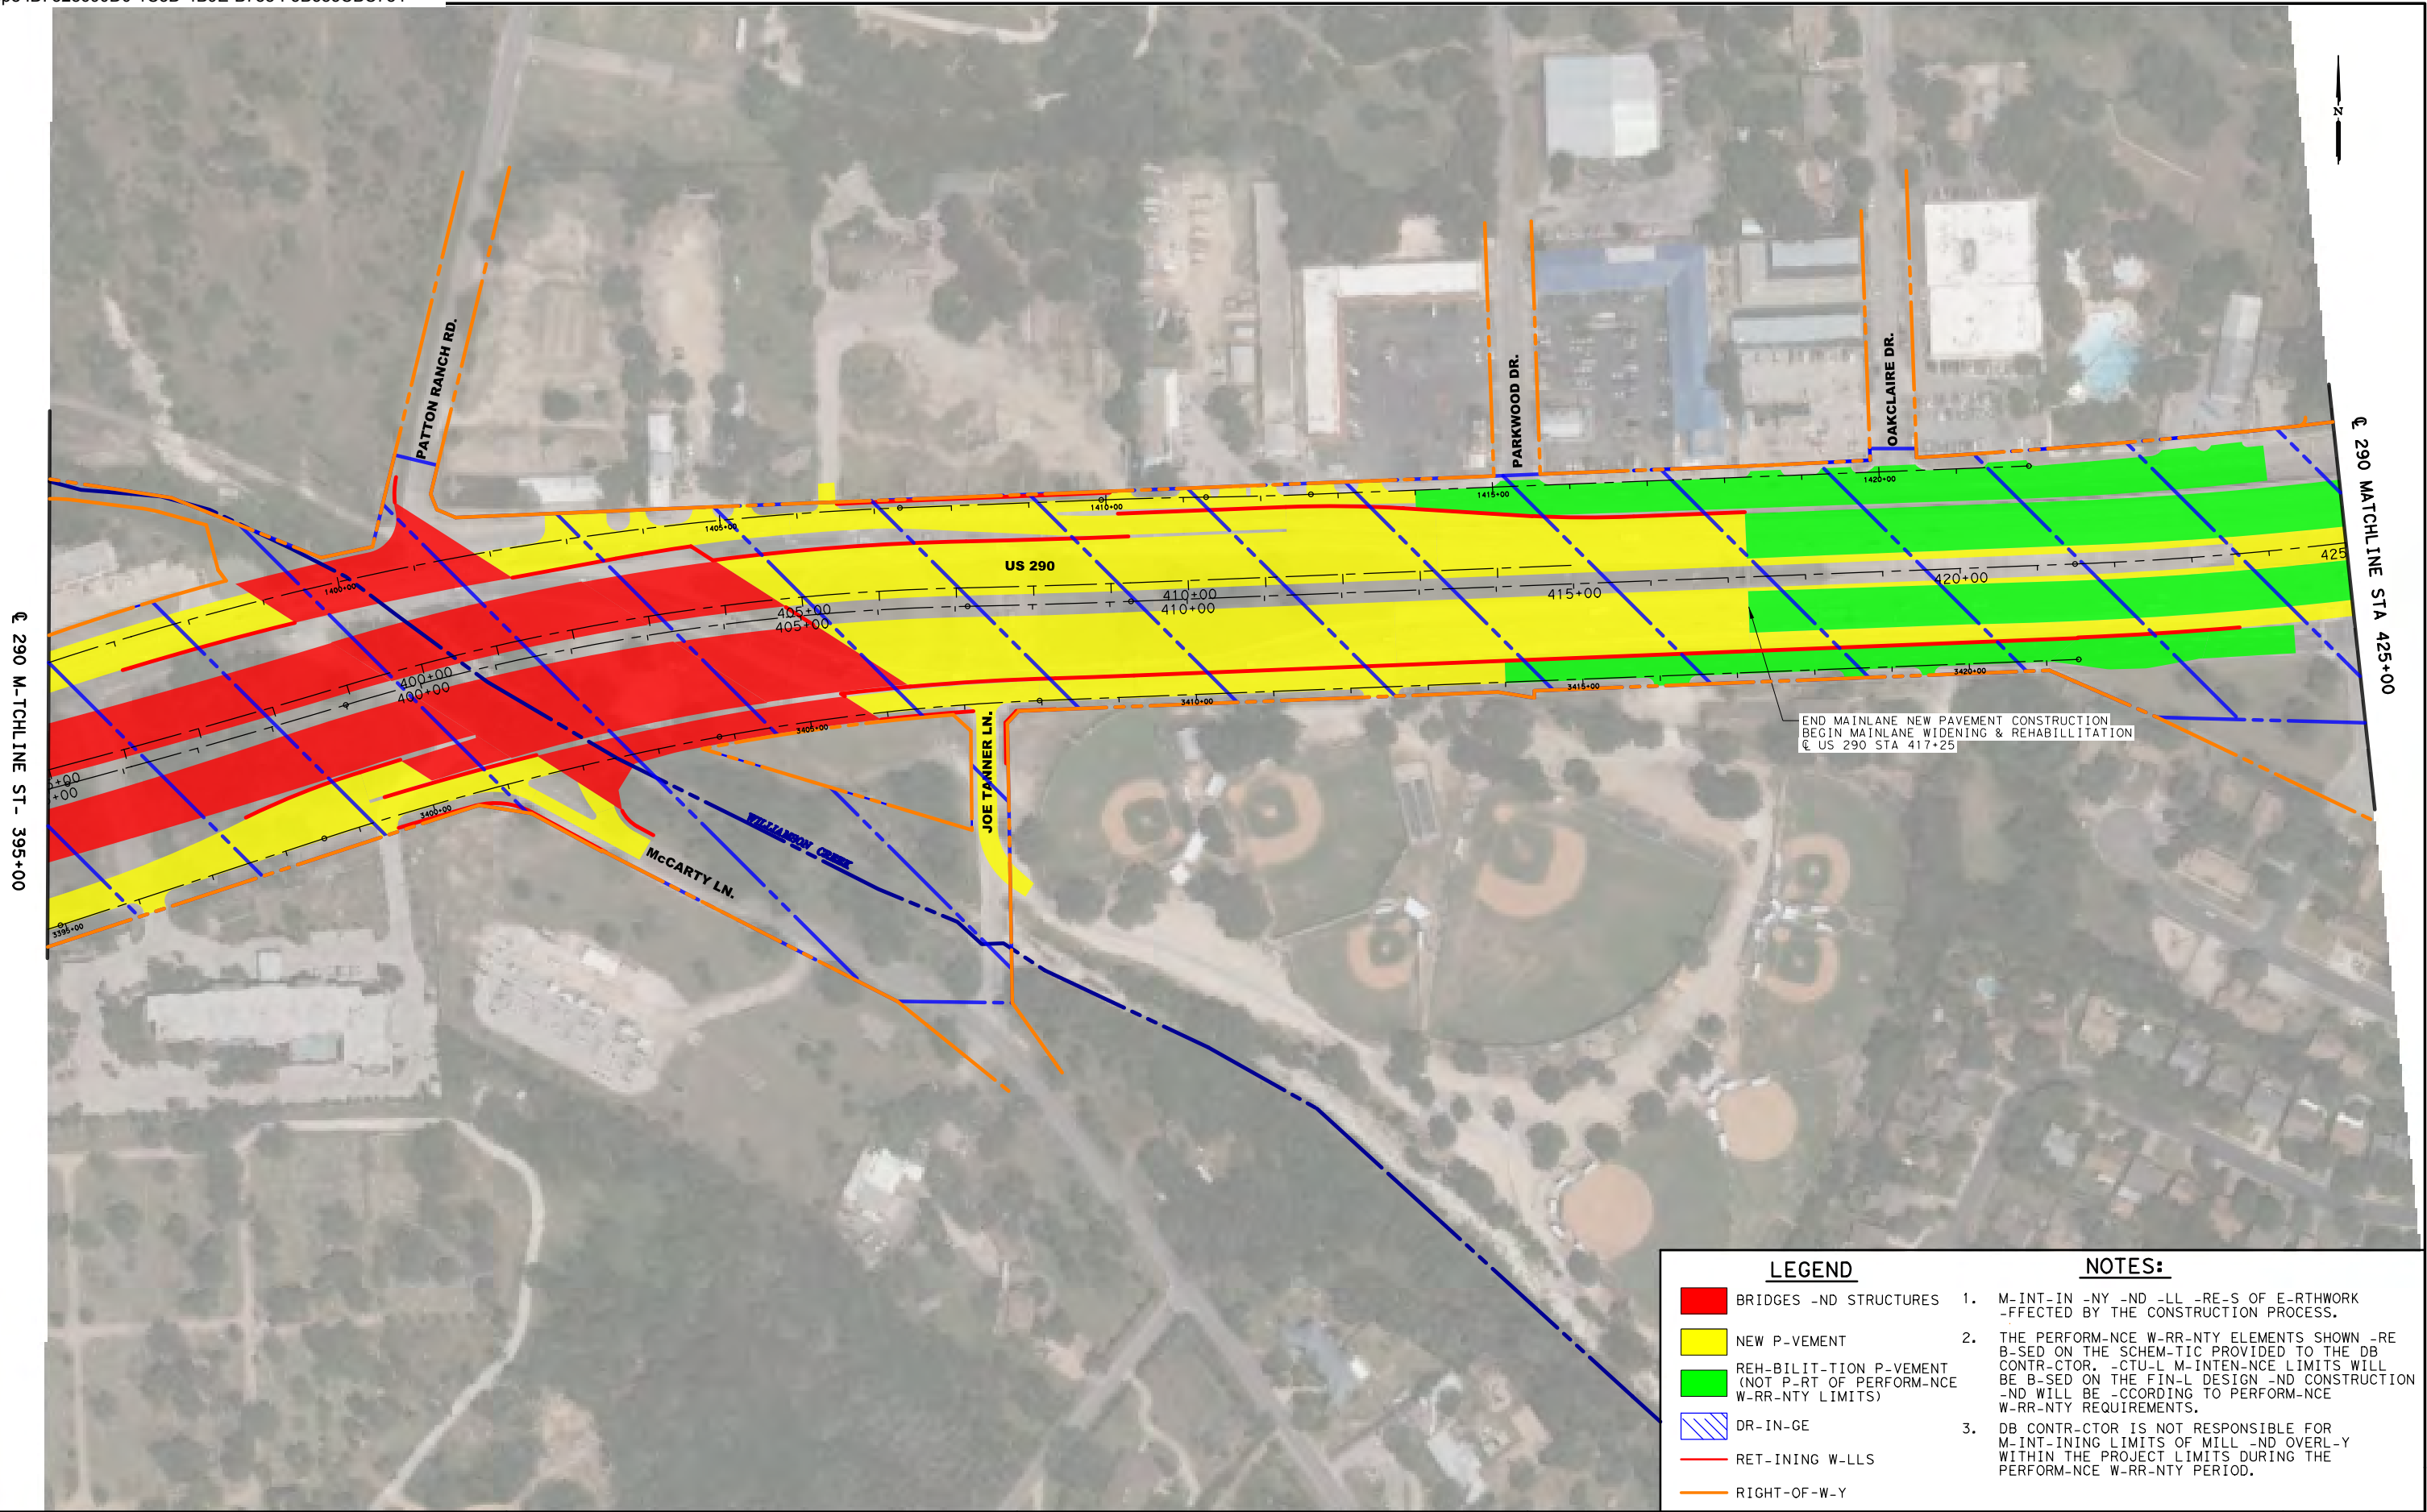 PATTON RANCH RD.
PARKWOOD DR.
OAKCLAIRE DR.
N
℄ 290 MATCHLINE STA 425+00
℄ 290 M-TCHLINE ST- 395+00
1400+00
1405+00
1410+00
1415+00
1420+00
US 290
400+00
400+00
405+00
405+00
410+00
410+00
415+00
420+00
425
+00
+00
3395+00
3400+00
3405+00
3410+00
3415+00
3420+00
JOE TANNER LN.
McCARTY LN.
WILLIAMSON CREEK
END MAINLANE NEW PAVEMENT CONSTRUCTION
BEGIN MAINLANE WIDENING & REHABILLITATION
℄ US 290 STA 417+25
LEGEND
BRIDGES -ND STRUCTURES
NEW P-VEMENT
REH-BILIT-TION P-VEMENT
(NOT P-RT OF PERFORM-NCE
W-RR-NTY LIMITS)
DR-IN-GE
RET-INING W-LLS
RIGHT-OF-W-Y
NOTES:
1. M-INT-IN -NY -ND -LL -RE-S OF E-RTHWORK
-FFECTED BY THE CONSTRUCTION PROCESS.
2. THE PERFORM-NCE W-RR-NTY ELEMENTS SHOWN -RE
B-SED ON THE SCHEM-TIC PROVIDED TO THE DB
CONTR-CTOR. -CTU-L M-INTEN-NCE LIMITS WILL
BE B-SED ON THE FIN-L DESIGN -ND CONSTRUCTION
-ND WILL BE -CCORDING TO PERFORM-NCE
W-RR-NTY REQUIREMENTS.
3. DB CONTR-CTOR IS NOT RESPONSIBLE FOR
M-INT-INING LIMITS OF MILL -ND OVERL-Y
WITHIN THE PROJECT LIMITS DURING THE
PERFORM-NCE W-RR-NTY PERIOD.